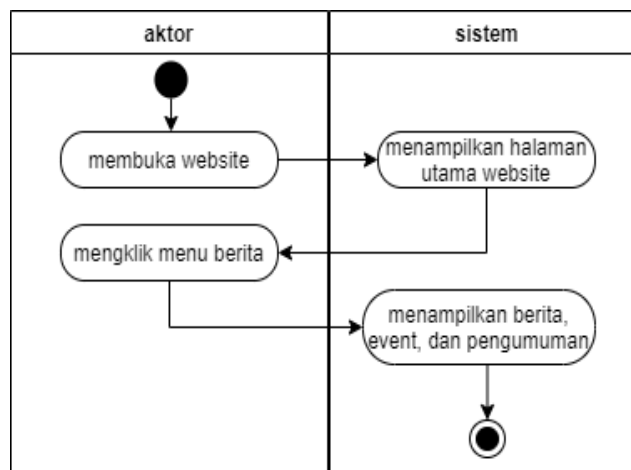 aktor
sistem
membuka website
menampilkan halaman
utama website
mengklik menu berita
menampilkan berita,
event, dan pengumuman